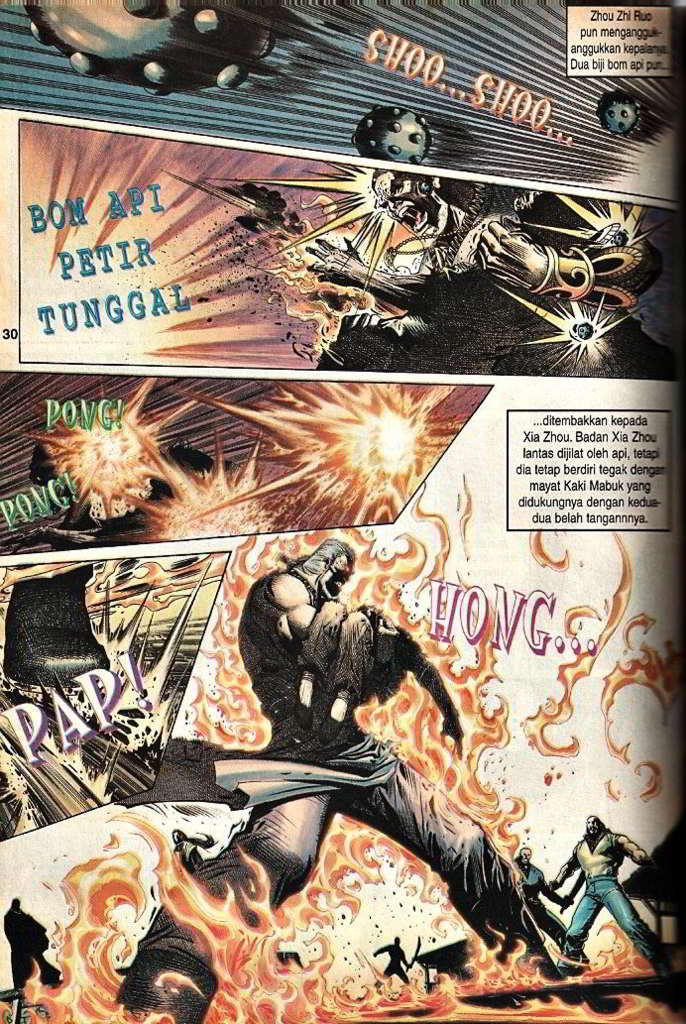 Zhou Zhi Ruo
pun mengangguk-
anggukkan kepalanya.
Dua biji bom api pun...
SHOO...SHOO...
BOM API
PETIR
TUNGGAL
30
PONG!
PONG!
...ditembakkan kepada
Xia Zhou. Badan Xia Zhou
lantas dijilat oleh api, tetapi
dia tetap berdiri tegak dengan
mayat Kaki Mabuk yang
didukungnya dengan kedua-
dua belah tangannnya.
PAP!
HONG...